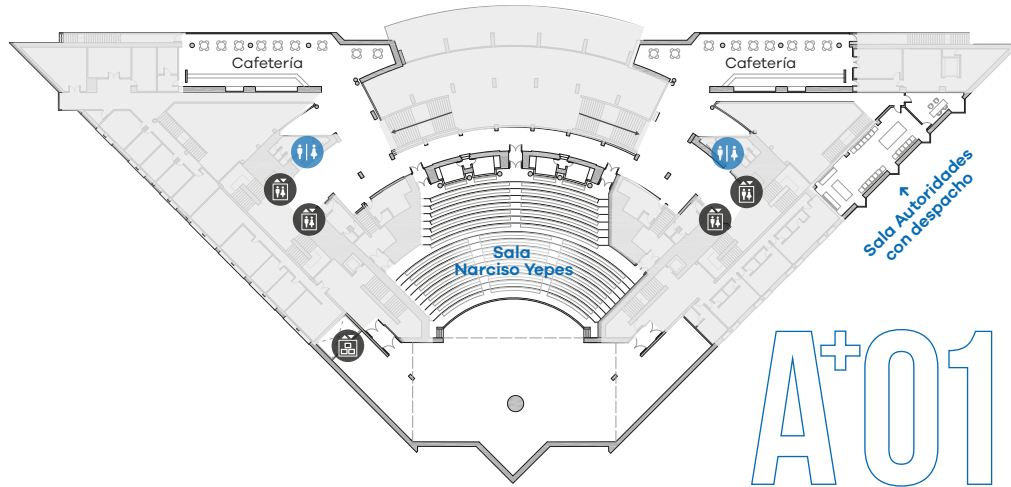 Cafetería
Cafetería
Sala Autoridades
con despacho
Sala
Narciso Yepes
A+01